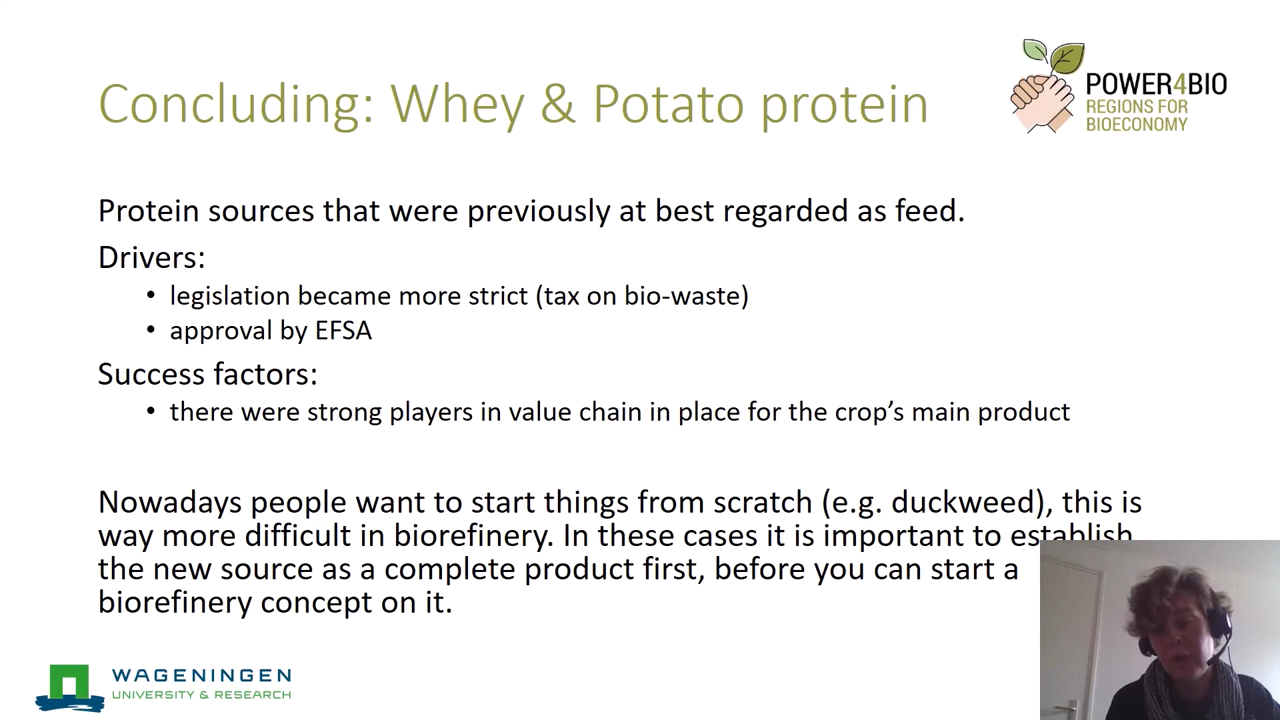 Concluding: Whey & Potato protein
POWER4BIO
REGIONS FOR
BIOECONOMY
Protein sources that were previously at best regarded as feed.
Drivers:
• legislation became more strict (tax on bio-waste)
• approval by EFSA
Success factors:
• there were strong players in value chain in place for the crop’s main product
Nowadays people want to start things from scratch (e.g. duckweed), this is
way more difficult in biorefinery. In these cases it is important to establish
the new source as a complete product first, before you can start a
biorefinery concept on it.
WAGENINGEN
UNIVERSITY & RESEARCH